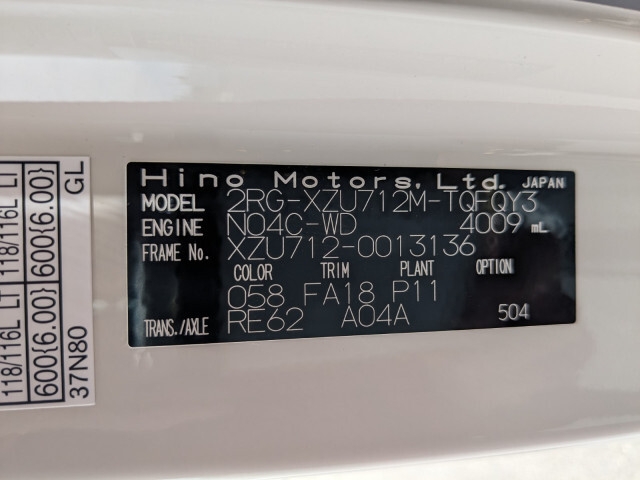 Hino Motors, Ltd. JAPAN
MODEL 2RG-XZU712M-TQFQY3
ENGINE N04C-WD 4009 mL
FRAME No. XZU712-0013136
COLOR TRIM PLANT OPTION
058 FA18 P11
TRANS./AXLE RE62 A04A 504
118/116L LT 118/116L LT
600{6.00} 600{6.00}
37N80 GL